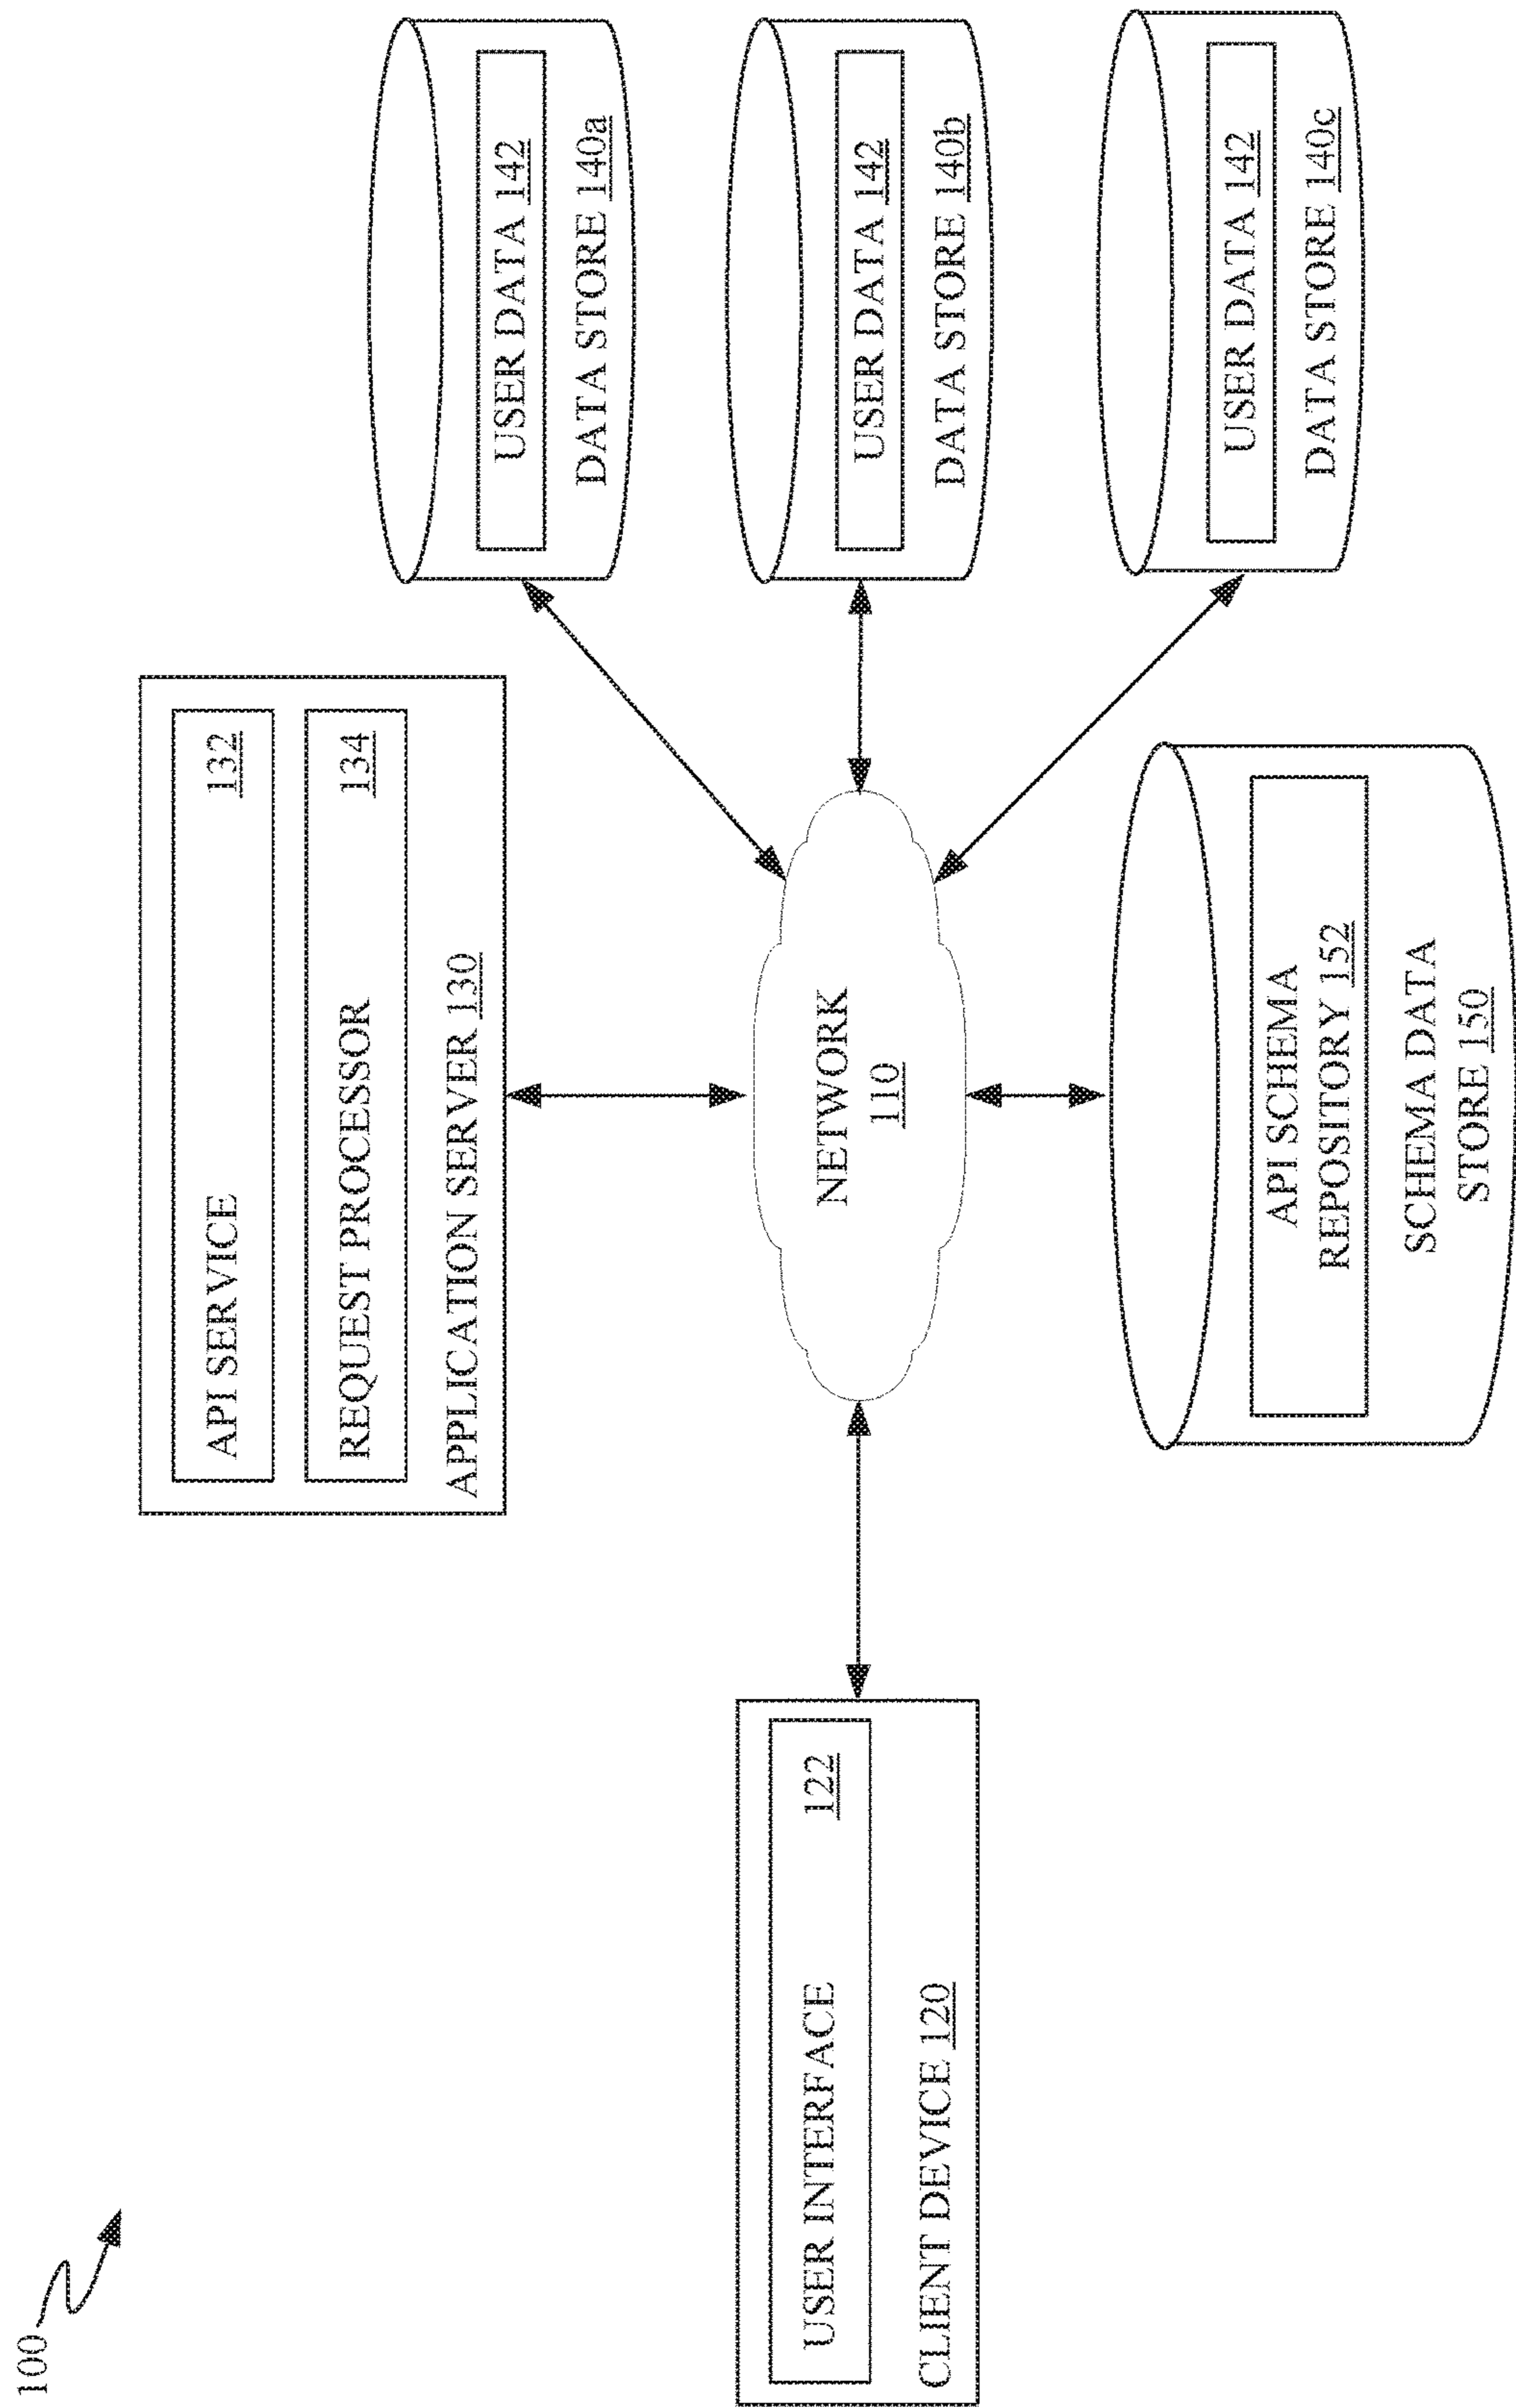 100
API SERVICE 132
REQUEST PROCESSOR 134
APPLICATION SERVER 130
USER DATA 142
DATA STORE 140a
USER INTERFACE 122
CLIENT DEVICE 120
NETWORK
110
USER DATA 142
DATA STORE 140b
API SCHEMA
REPOSITORY 152
SCHEMA DATA
STORE 150
USER DATA 142
DATA STORE 140c